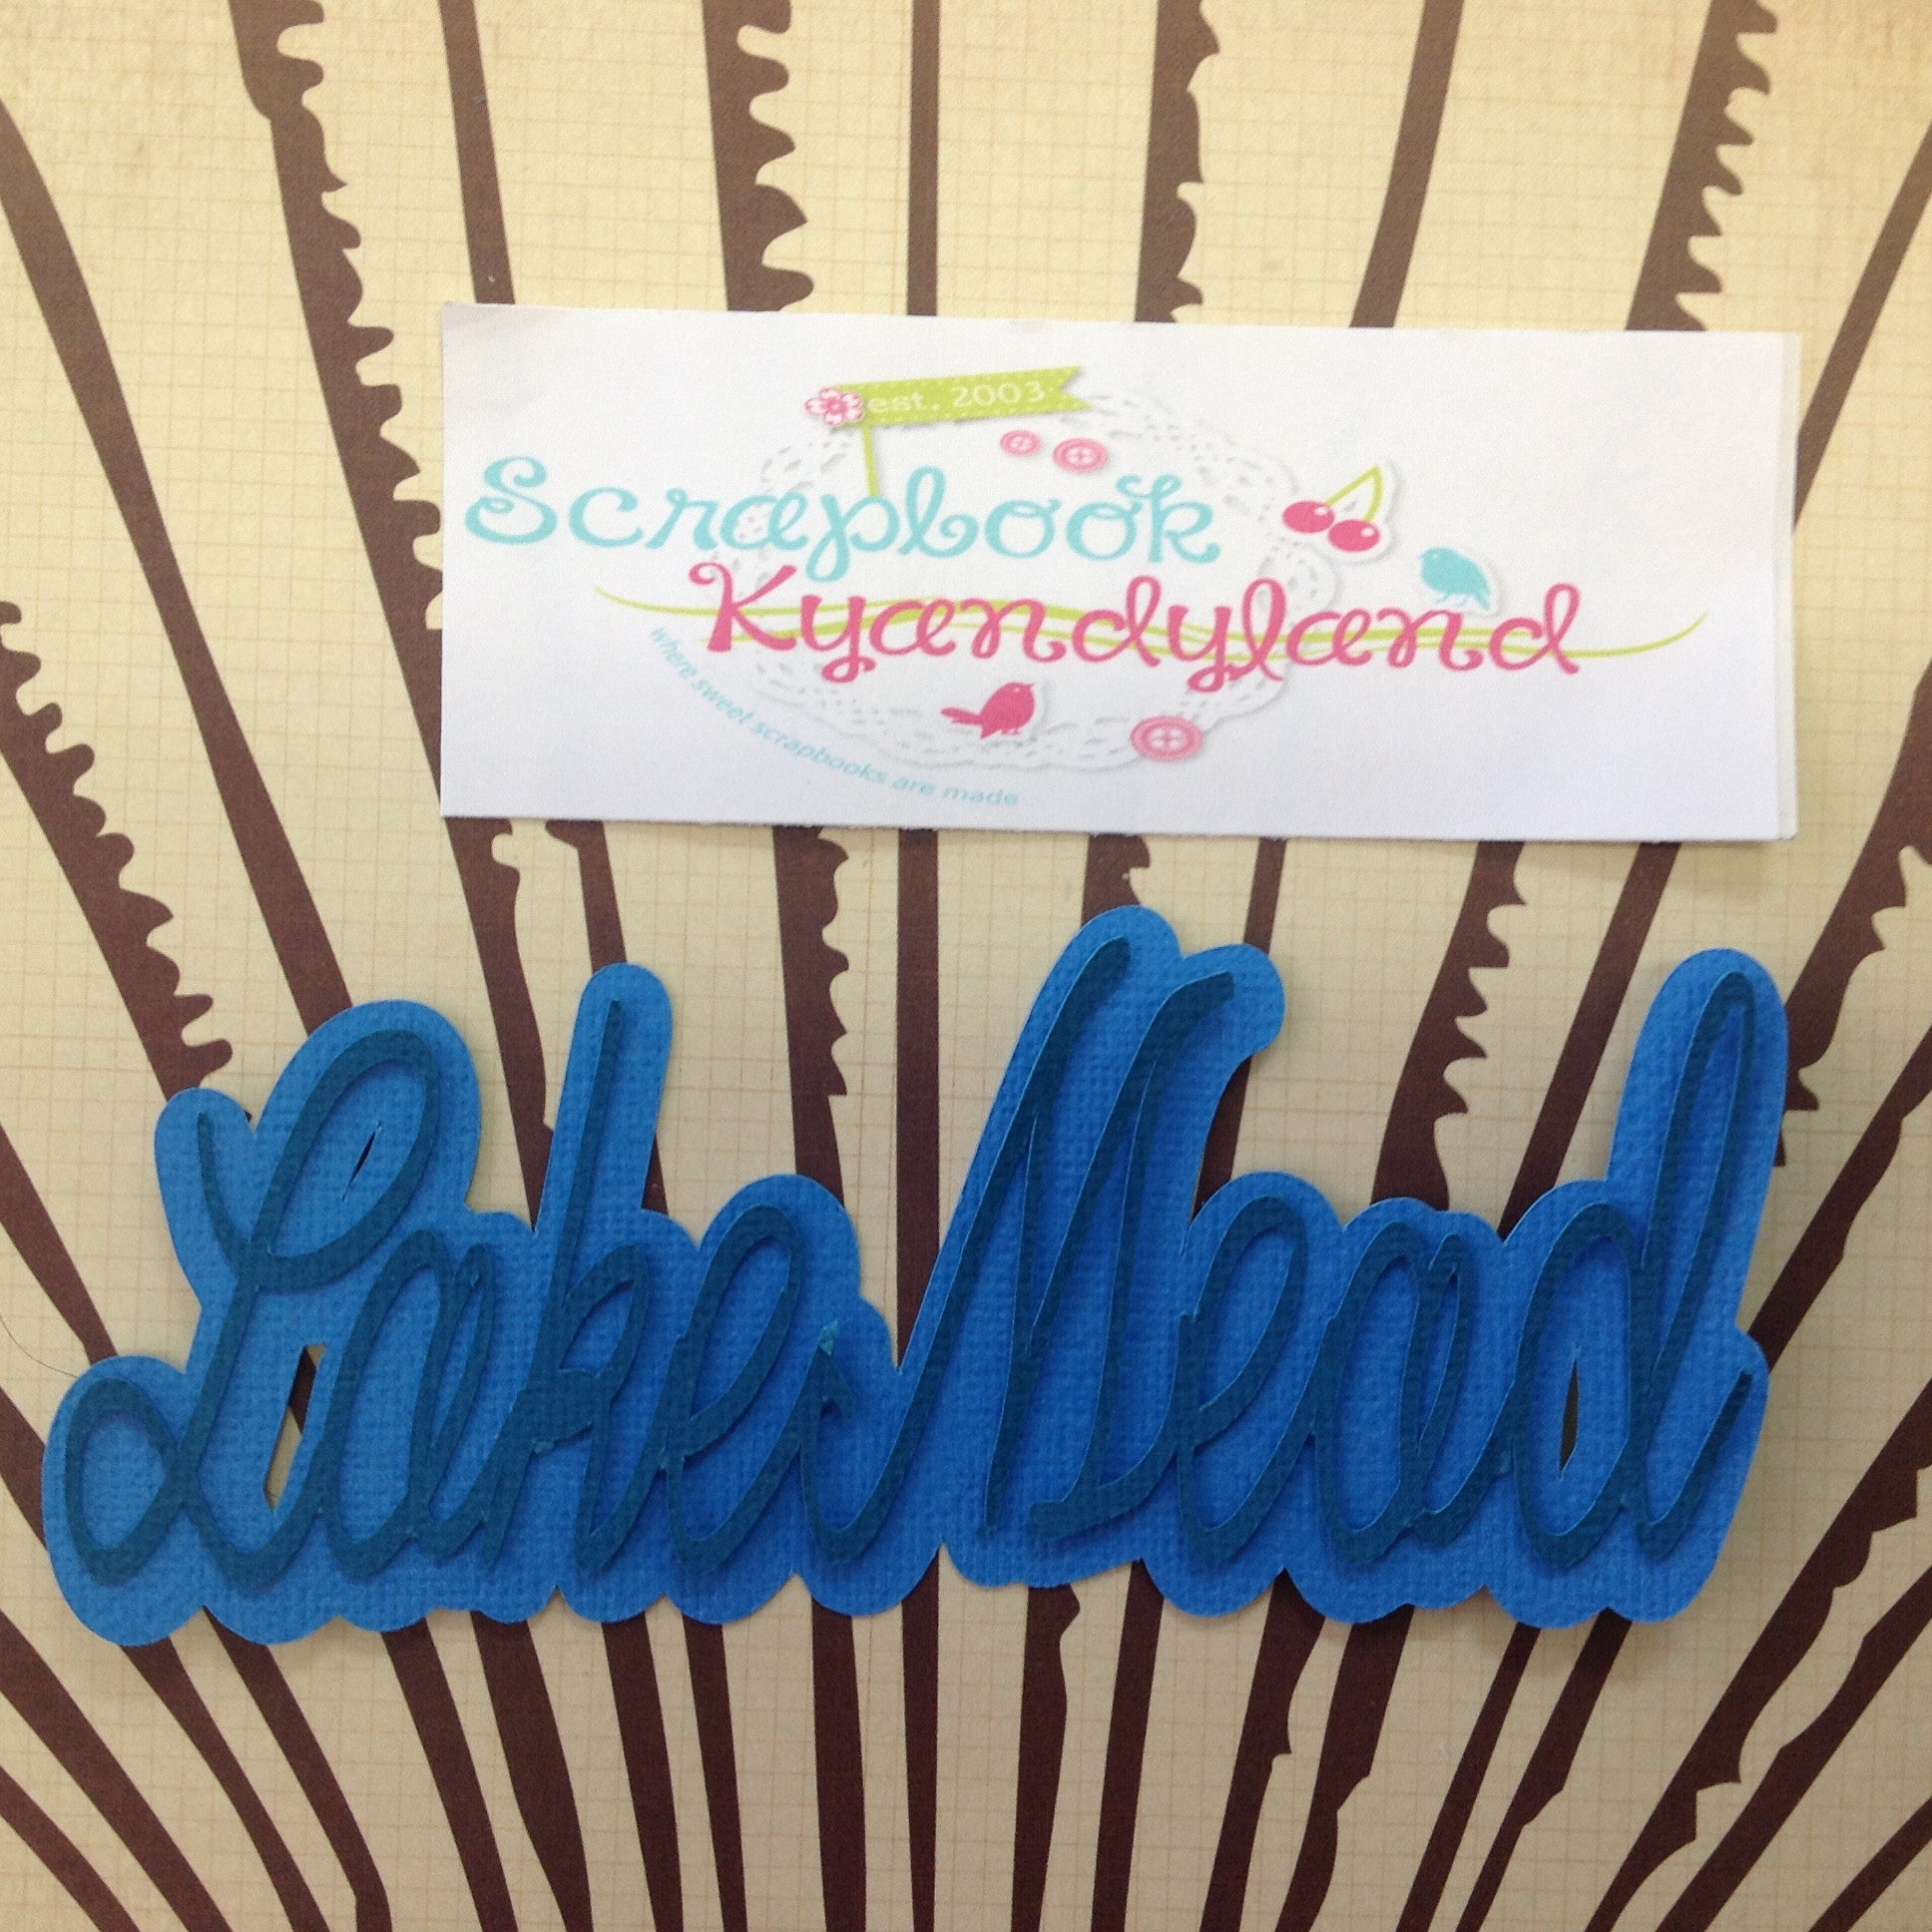 est. 2003
Scrapbook
Kyandyland
where sweet scrapbooks are made
Lake Mead